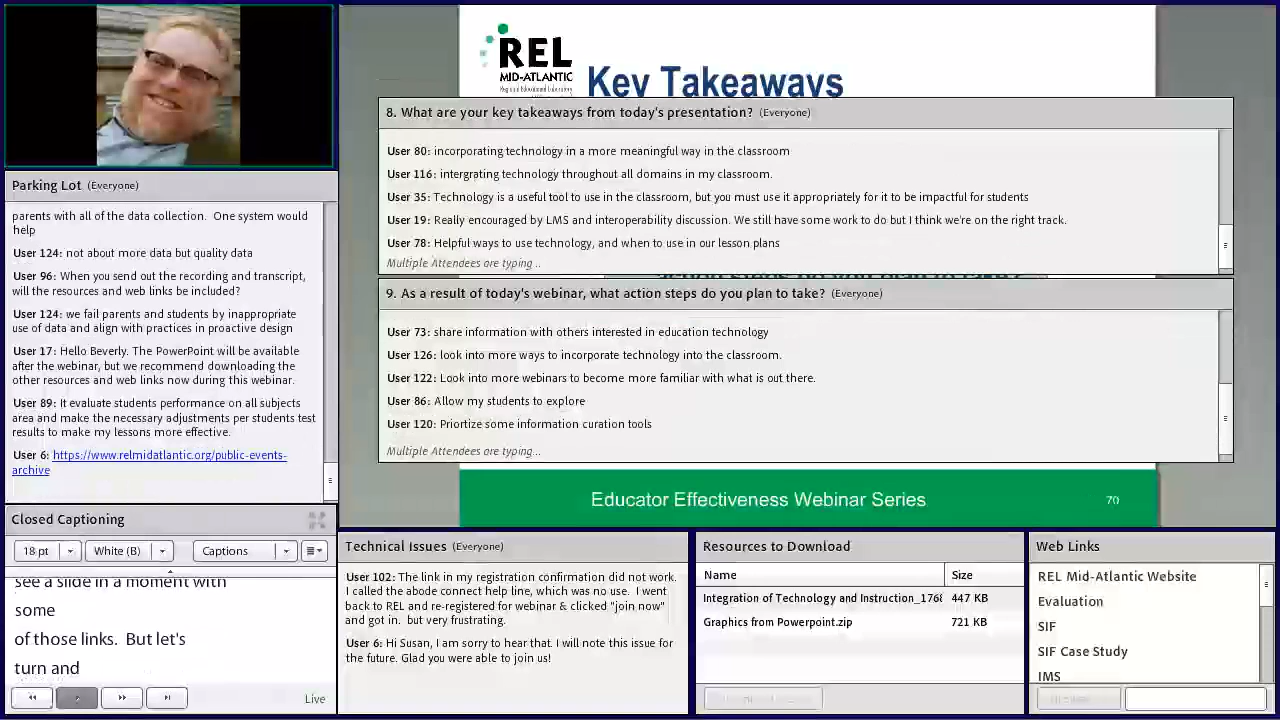 REL
MID-ATLANTIC
Key Takeaways
8. What are your key takeaways from today's presentation? (Everyone)
User 80: incorporating technology in a more meaningful way in the classroom
User 116: intergrating technology throughout all domains in my classroom.
User 35: Technology is a useful tool to use in the classroom, but you must use it appropriately for it to be impactful for students
User 19: Really encouraged by LMS and interoperability discussion. We still have some work to do but I think we're on the right track.
User 78: Helpful ways to use technology, and when to use in our lesson plans
Multiple Attendees are typing...
9. As a result of today's webinar, what action steps do you plan to take? (Everyone)
User 73: share information with others interested in education technology
User 126: look into more ways to incorporate technology into the classroom.
User 122: Look into more webinars to become more familiar with what is out there.
User 86: Allow my students to explore
User 120: Priortize some information curation tools
Multiple Attendees are typing...
Educator Effectiveness Webinar Series
70
Parking Lot (Everyone)
parents with all of the data collection. One system would
help
User 124: not about more data but quality data
User 96: When you send out the recording and transcript,
will the resources and web links be included?
User 124: we fail parents and students by inappropriate
use of data and align with practices in proactive design
User 17: Hello Beverly. The PowerPoint will be available
after the webinar, but we recommend downloading the
other resources and web links now during this webinar.
User 89: It evaluate students performance on all subjects
area and make the necessary adjustments per students test
results to make my lessons more effective.
User 6: https://www.relmidatlantic.org/public-events-
archive
Closed Captioning
18 pt
White (B)
Captions
see a slide in a moment with
some
of those links. But let's
turn and
Live
Technical Issues (Everyone)
User 102: The link in my registration confirmation did not work.
I called the abode connect help line, which was no use. I went
back to REL and re-registered for webinar & clicked "join now"
and got in. but very frustrating.
User 6: Hi Susan, I am sorry to hear that. I will note this issue for
the future. Glad you were able to join us!
Resources to Download
Name Size
Integration of Technology and Instruction_1768 447 KB
Graphics from Powerpoint.zip 721 KB
Web Links
REL Mid-Atlantic Website
Evaluation
SIF
SIF Case Study
IMS